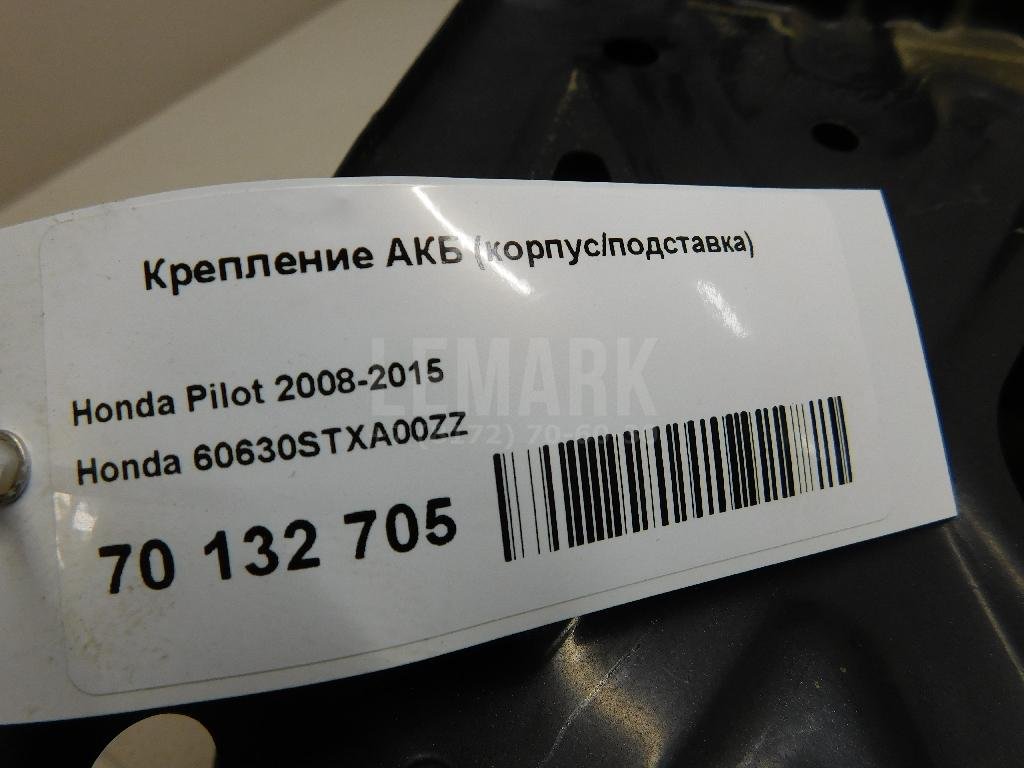 Крепление АКБ (корпус/подставка)
LEMARK
Honda Pilot 2008-2015
Honda 60630STXA00ZZ
70 132 705